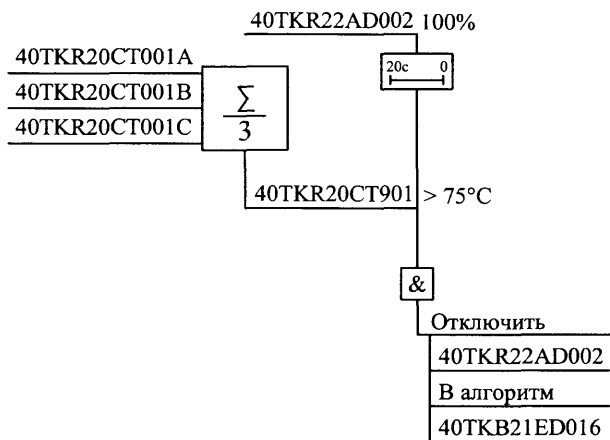 40TKR22AD002 100%
20с 0
40TKR20CT001A
40TKR20CT001B
40TKR20CT001C
∑
3
40TKR20CT901 > 75°C
&
Отключить
40TKR22AD002
В алгоритм
40TKB21ED016